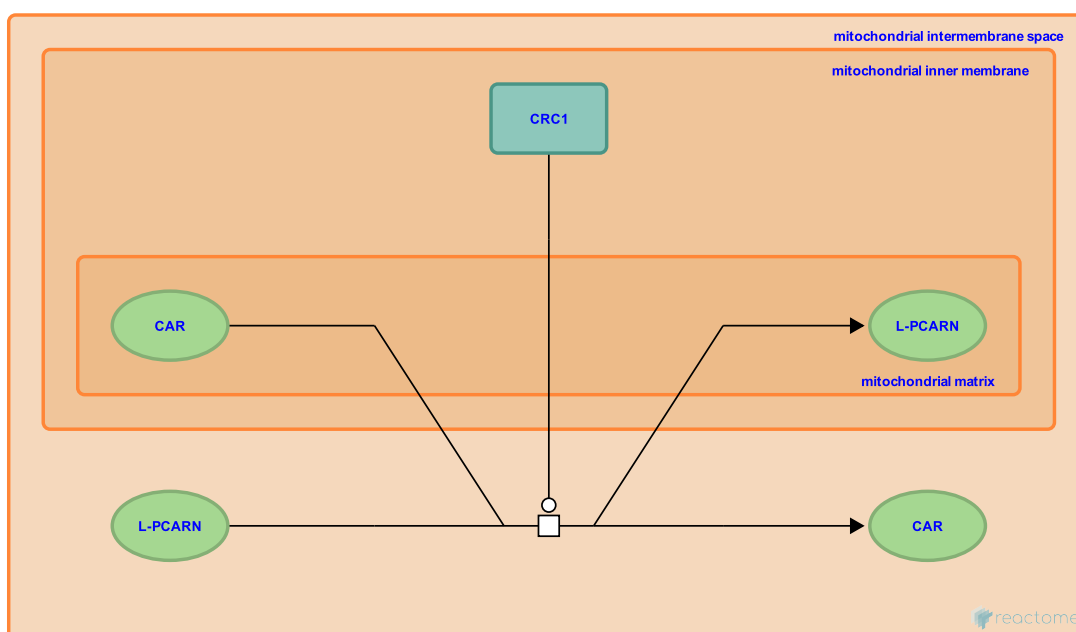 mitochondrial intermembrane space
mitochondrial inner membrane
CRC1
CAR
L-PCARN
mitochondrial matrix
L-PCARN
CAR
reactome